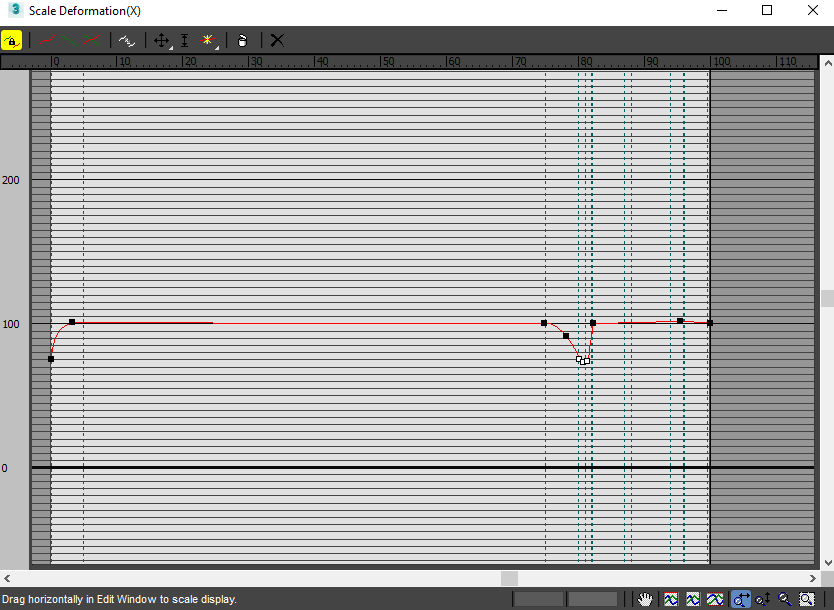 3 Scale Deformation(X)
0 10 20 30 40 50 60 70 80 90 100 110
200
100
0
Drag horizontally in Edit Window to scale display.